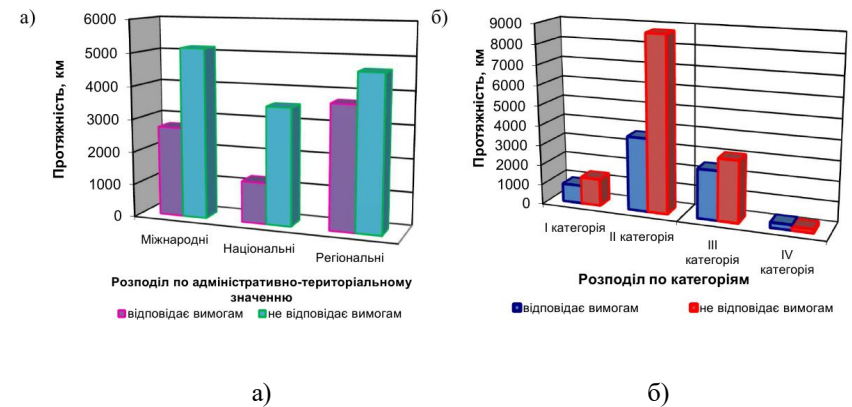 а)
6000
5000
4000
3000
2000
1000
0
Протяжність, км
Міжнародні
Національні
Регіональні
Розподіл по адміністративно-територіальному
значенню
відповідає вимогам не відповідає вимогам
б)
9000
8000
7000
6000
5000
4000
3000
2000
1000
0
Протяжність, км
I категорія
II категорія
III
категорія
IV
категорія
Розподіл по категоріям
відповідає вимогам не відповідає вимогам
а) б)